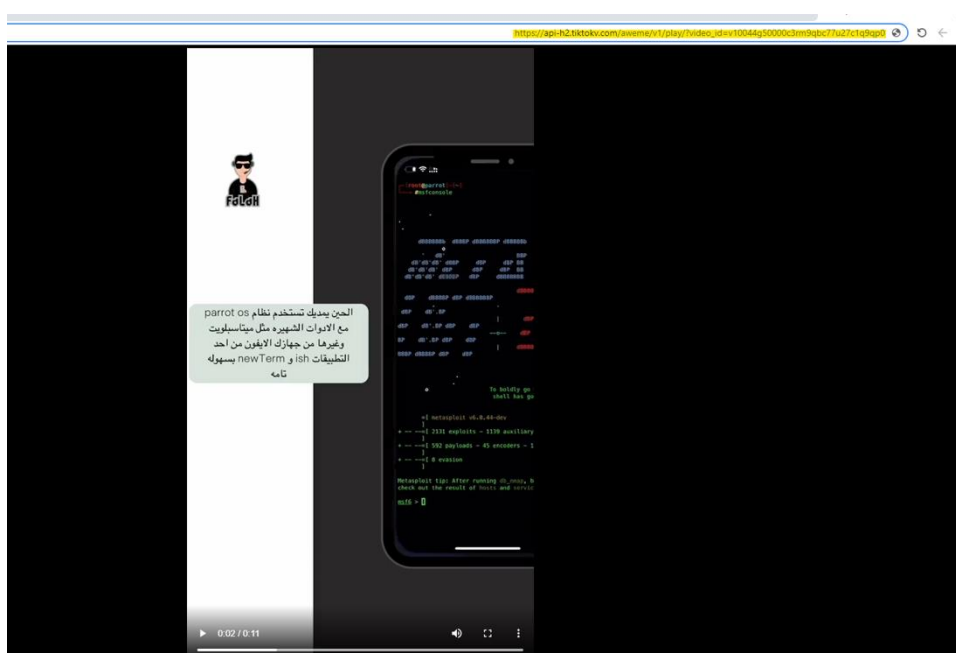 https://api-h2.tiktokv.com/aweme/v1/play/?video_id=v10044g50000c3rm9qbc77u27c1q9qp0
FaLaH
الحين يمديك تستخدم نظام parrot os
مع الادوات الشهيره مثل ميتاسبلويت
وغيرها من جهازك الايفون من احد
التطبيقات ish و newTerm بسهوله
تامه
[root@parrot]-[~]
#msfconsole
To boldly go
shell has go
=[ metasploit v6.0.44-dev
]
+ -- --=[ 2131 exploits - 1139 auxiliary
]
+ -- --=[ 592 payloads - 45 encoders - 1
]
+ -- --=[ 8 evasion
]
Metasploit tip: After running db_nmap, b
check out the result of hosts and servic
msf6 >
0:02 / 0:11